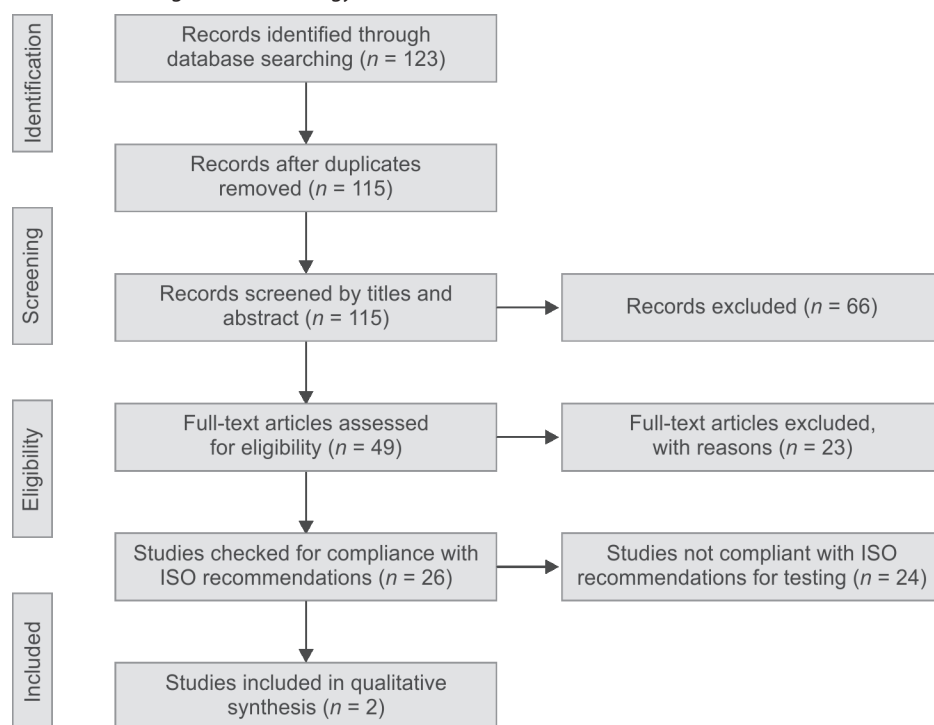 Identification
Records identified through
database searching (n = 123)
Records after duplicates
removed (n = 115)
Screening
Records screened by titles and
abstract (n = 115)
Records excluded (n = 66)
Eligibility
Full-text articles assessed
for eligibility (n = 49)
Full-text articles excluded,
with reasons (n = 23)
Studies checked for compliance with
ISO recommendations (n = 26)
Studies not compliant with ISO
recommendations for testing (n = 24)
Included
Studies included in qualitative
synthesis (n = 2)